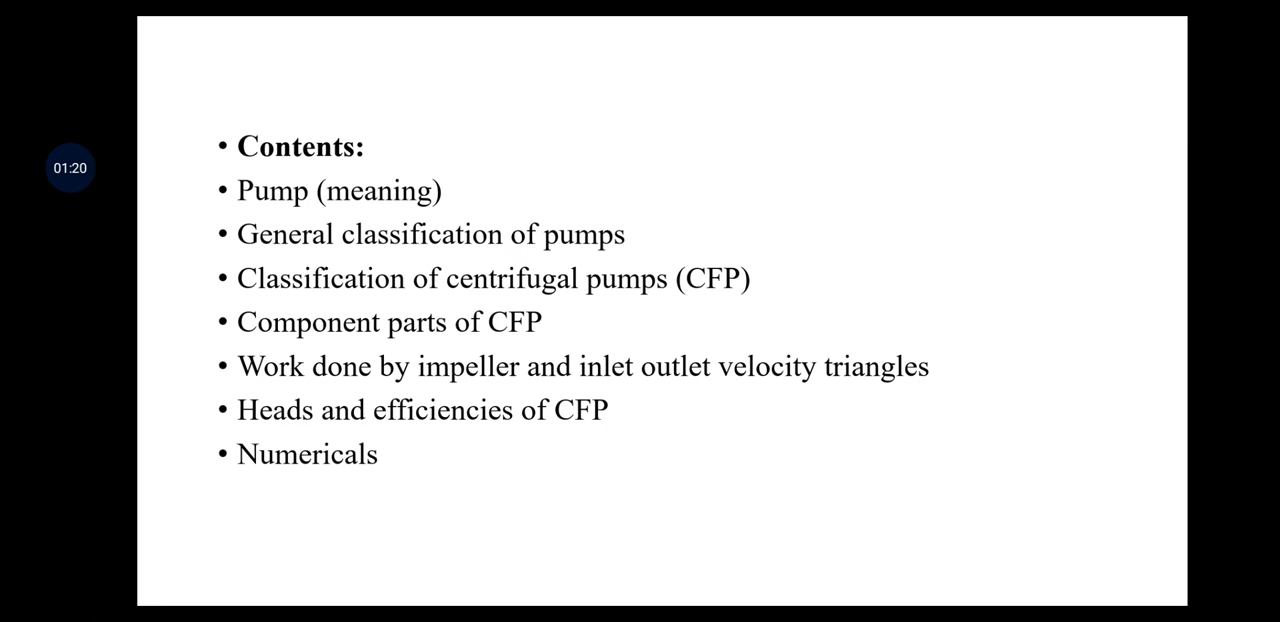 01:20
• Contents:
• Pump (meaning)
• General classification of pumps
• Classification of centrifugal pumps (CFP)
• Component parts of CFP
• Work done by impeller and inlet outlet velocity triangles
• Heads and efficiencies of CFP
• Numericals